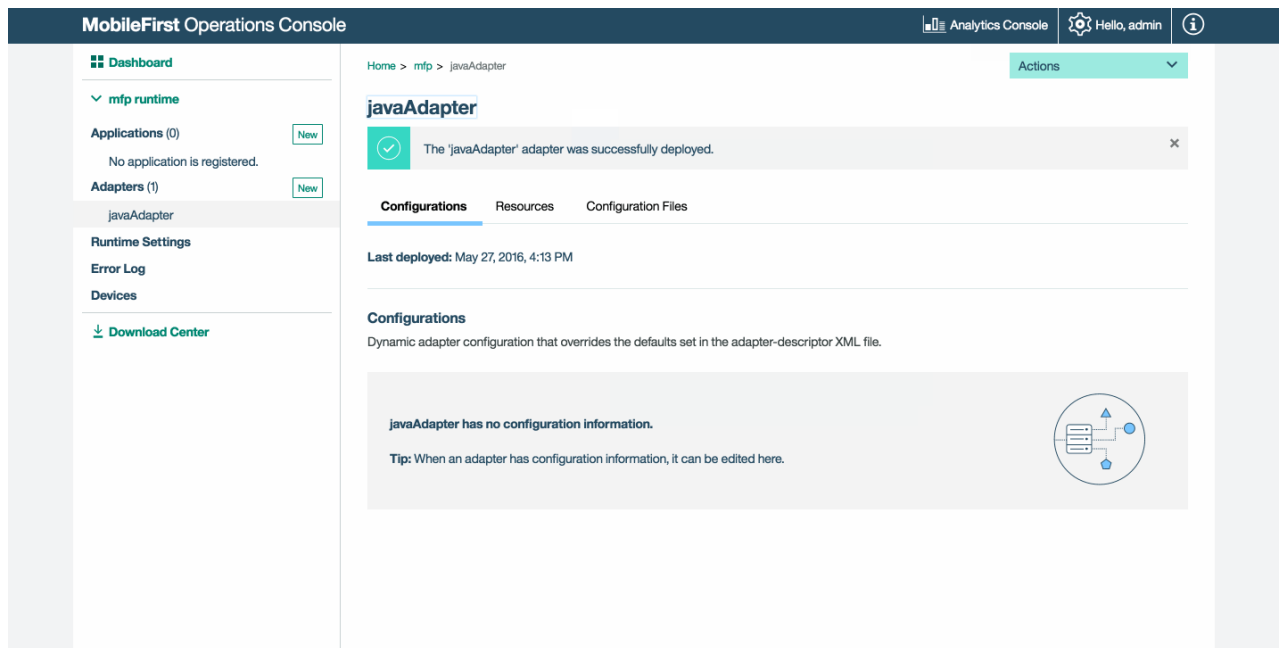 MobileFirst Operations Console
Analytics Console
Hello, admin
Dashboard
mfp runtime
Applications (0)
New
No application is registered.
Adapters (1)
New
javaAdapter
Runtime Settings
Error Log
Devices
Download Center
Home > mfp > javaAdapter
Actions
javaAdapter
The 'javaAdapter' adapter was successfully deployed.
Configurations Resources Configuration Files
Last deployed: May 27, 2016, 4:13 PM
Configurations
Dynamic adapter configuration that overrides the defaults set in the adapter-descriptor XML file.
javaAdapter has no configuration information.
Tip: When an adapter has configuration information, it can be edited here.